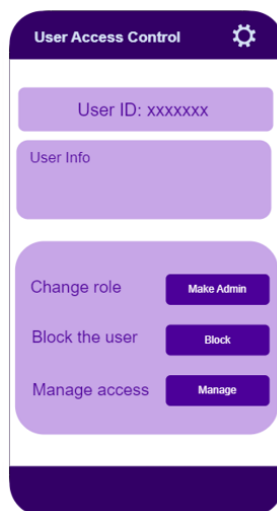 User Access Control
User ID: xxxxxxx
User Info
Change role
Make Admin
Block the user
Block
Manage access
Manage